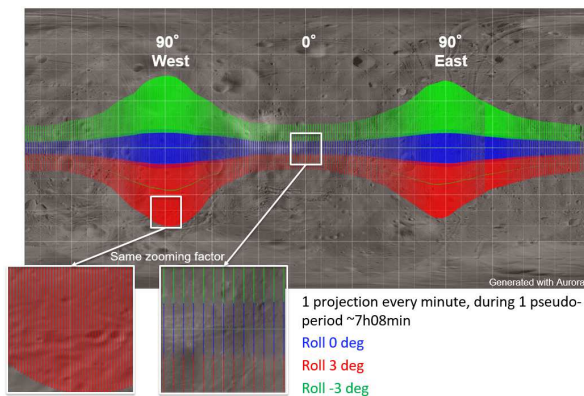 90° 0° 90°
West East
Same zooming factor
Generated with Aurora
1 projection every minute, during 1 pseudo-
period ~7h08min
Roll 0 deg
Roll 3 deg
Roll -3 deg